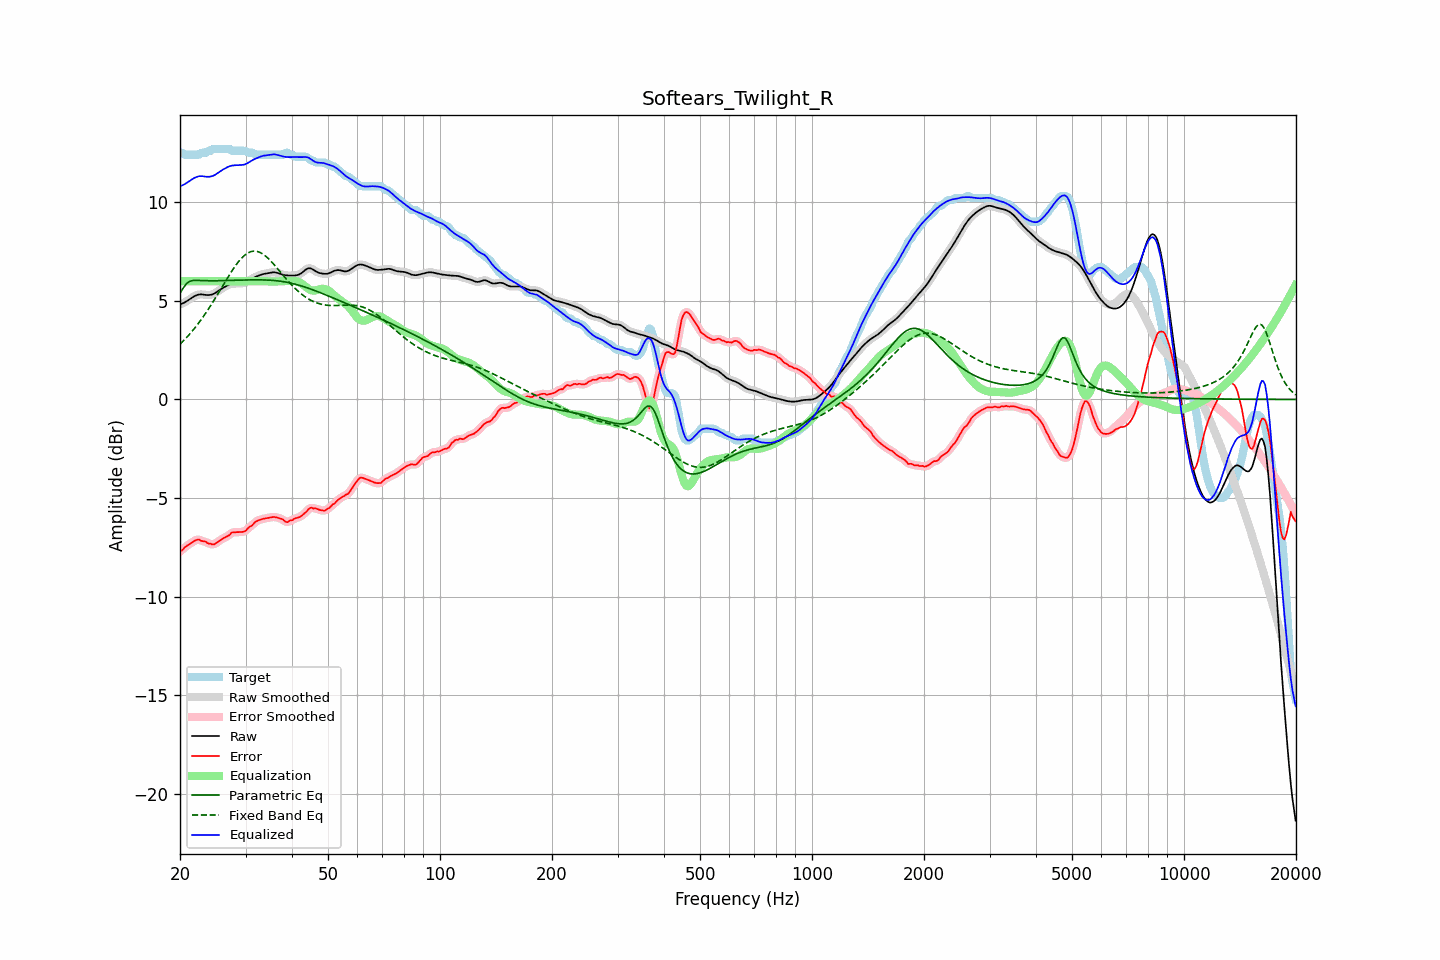 Softears_Twilight_R
Amplitude (dBr)
10
5
0
−5
−10
−15
−20
Target
Raw Smoothed
Error Smoothed
Raw
Error
Equalization
Parametric Eq
Fixed Band Eq
Equalized
20 50 100 200 500 1000 2000 5000 10000 20000
Frequency (Hz)